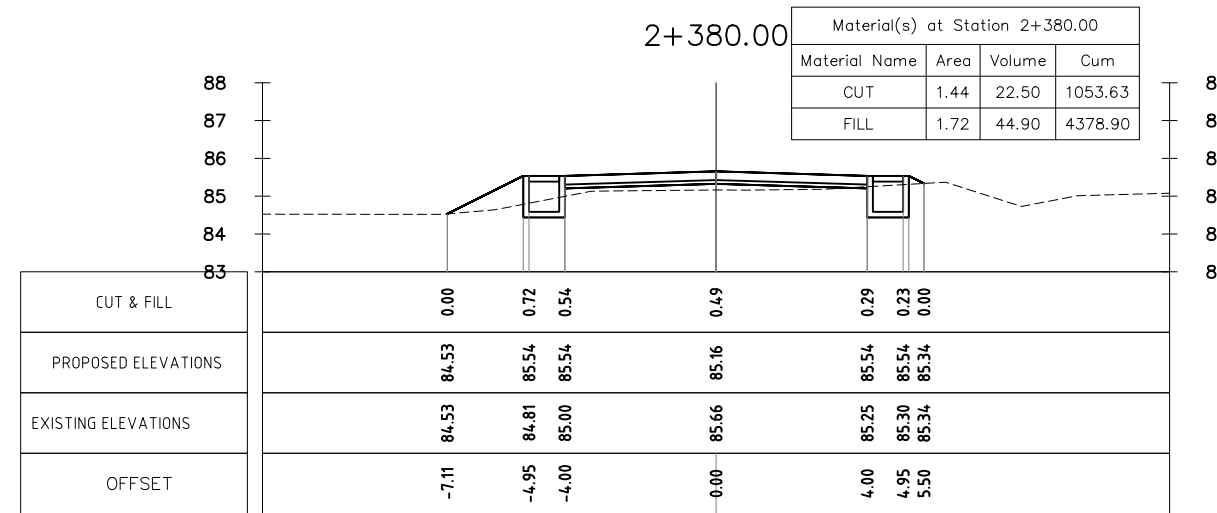 2+380.00
Material(s) at Station 2+380.00
Material Name Area Volume Cum
CUT 1.44 22.50 1053.63
FILL 1.72 44.90 4378.90
88 8
87 8
86 8
85 8
84 8
83 8
CUT & FILL 0.00 0.72 0.54 0.49 0.29 0.23 0.00
PROPOSED ELEVATIONS 84.53 85.54 85.54 85.16 85.54 85.54 85.34
EXISTING ELEVATIONS 84.53 84.81 85.00 85.66 85.25 85.30 85.34
OFFSET -7.11 -4.95 -4.00 0.00 4.00 4.95 5.50